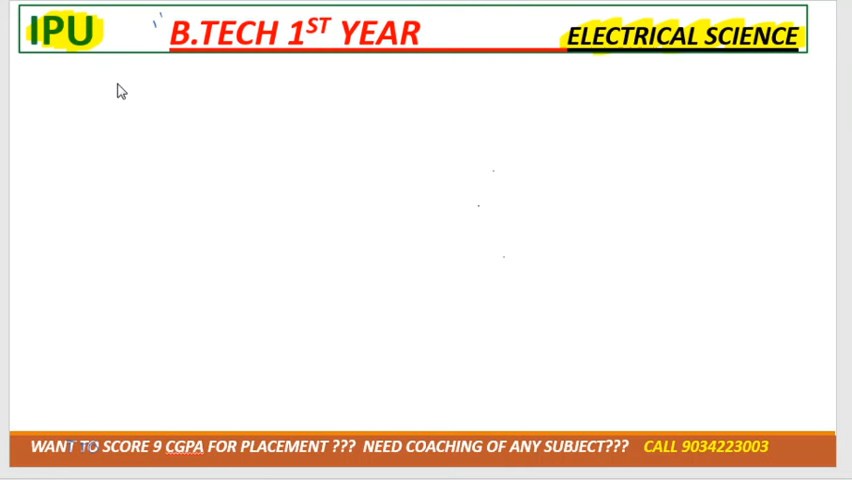 IPU B.TECH 1ST YEAR ELECTRICAL SCIENCE
WANT TO SCORE 9 CGPA FOR PLACEMENT ??? NEED COACHING OF ANY SUBJECT??? CALL 9034223003